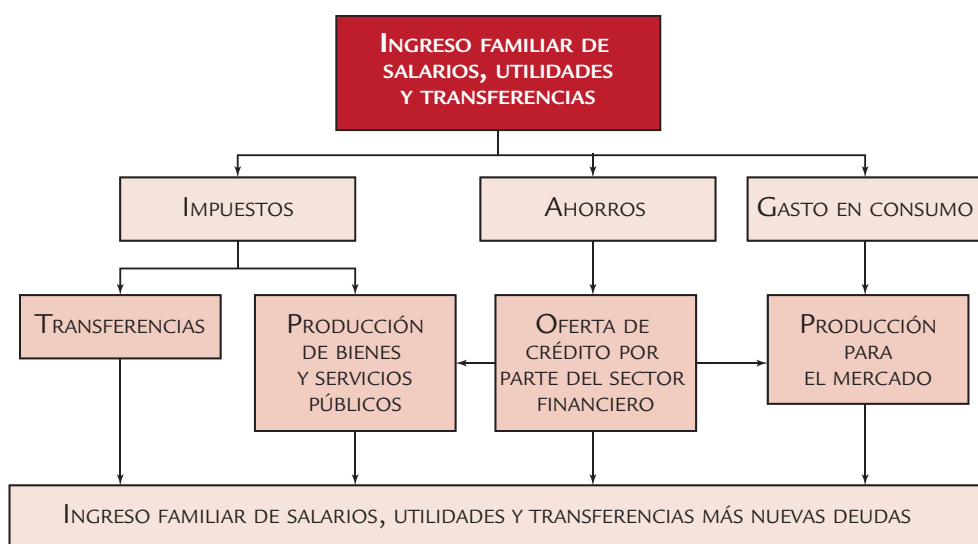 INGRESO FAMILIAR DE
SALARIOS, UTILIDADES
Y TRANSFERENCIAS
IMPUESTOS
AHORROS
GASTO EN CONSUMO
TRANSFERENCIAS
PRODUCCIÓN
DE BIENES
Y SERVICIOS
PÚBLICOS
OFERTA DE
CRÉDITO POR
PARTE DEL SECTOR
FINANCIERO
PRODUCCIÓN
PARA
EL MERCADO
INGRESO FAMILIAR DE SALARIOS, UTILIDADES Y TRANSFERENCIAS MÁS NUEVAS DEUDAS